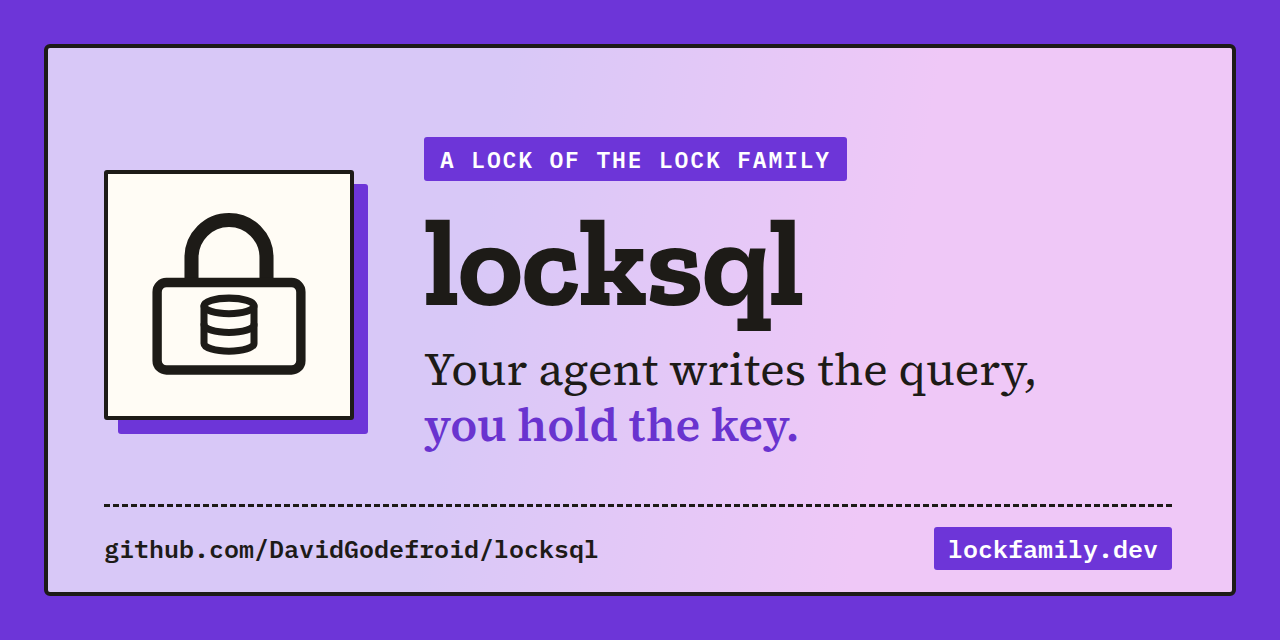 A LOCK OF THE LOCK FAMILY
locksql
Your agent writes the query,
you hold the key.
github.com/DavidGodefroid/locksql
lockfamily.dev